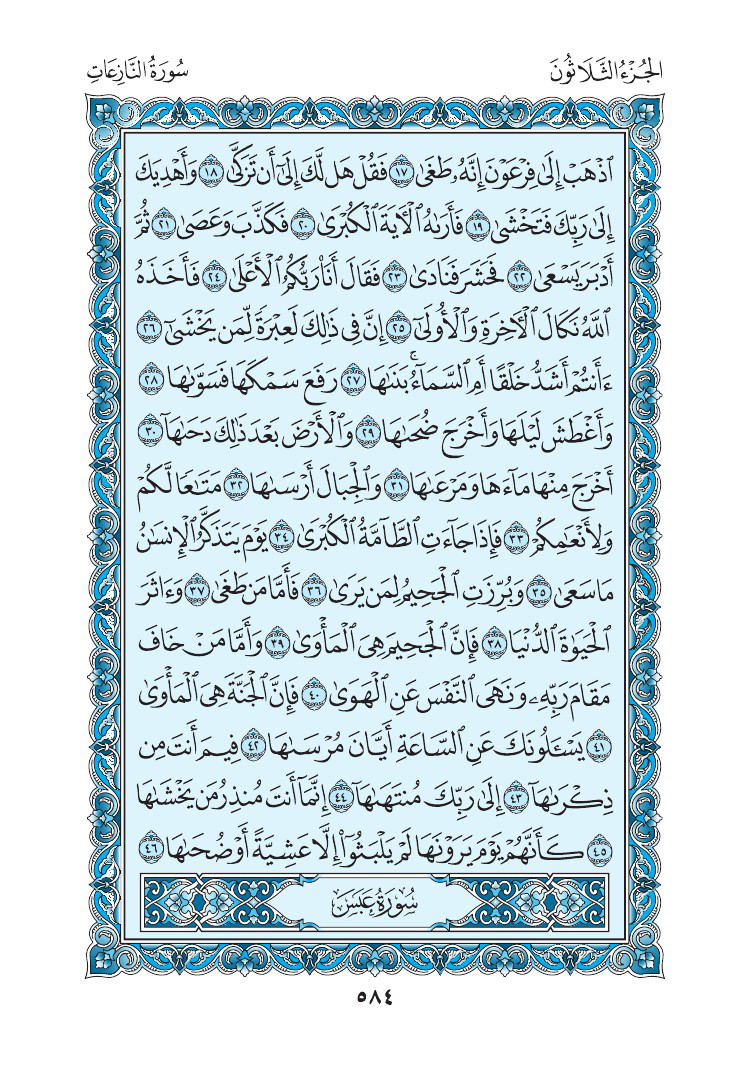 الجُزْءُ الثَّلَاثُونَ
سُورَةُ النَّازِعَاتِ
ٱذۡهَبۡ إِلَىٰ فِرۡعَوۡنَ إِنَّهُۥ طَغَىٰ ١٧ فَقُلۡ هَل لَّكَ إِلَىٰٓ أَن تَزَكَّىٰ ١٨ وَأَهۡدِيَكَ
إِلَىٰ رَبِّكَ فَتَخۡشَىٰ ١٩ فَأَرَىٰهُ ٱلۡأٓيَةَ ٱلۡكُبۡرَىٰ ٢٠ فَكَذَّبَ وَعَصَىٰ ٢١ ثُمَّ
أَدۡبَرَ يَسۡعَىٰ ٢٢ فَحَشَرَ فَنَادَىٰ ٢٣ فَقَالَ أَنَا۠ رَبُّكُمُ ٱلۡأَعۡلَىٰ ٢٤ فَأَخَذَهُ
ٱللَّهُ نَكَالَ ٱلۡأٓخِرَةِ وَٱلۡأُولَىٰٓ ٢٥ إِنَّ فِي ذَٰلِكَ لَعِبۡرَةٗ لِّمَن يَخۡشَىٰٓ ٢٦
ءَأَنتُمۡ أَشَدُّ خَلۡقًا أَمِ ٱلسَّمَآءُۚ بَنَىٰهَا ٢٧ رَفَعَ سَمۡكَهَا فَسَوَّىٰهَا ٢٨
وَأَغۡطَشَ لَيۡلَهَا وَأَخۡرَجَ ضُحَىٰهَا ٢٩ وَٱلۡأَرۡضَ بَعۡدَ ذَٰلِكَ دَحَىٰهَآ ٣٠
أَخۡرَجَ مِنۡهَا مَآءَهَا وَمَرۡعَىٰهَا ٣١ وَٱلۡجِبَالَ أَرۡسَىٰهَا ٣٢ مَتَٰعٗا لَّكُمۡ
وَلِأَنۡعَٰمِكُمۡ ٣٣ فَإِذَا جَآءَتِ ٱلطَّآمَّةُ ٱلۡكُبۡرَىٰ ٣٤ يَوۡمَ يَتَذَكَّرُ ٱلۡإِنسَٰنُ
مَا سَعَىٰ ٣٥ وَبُرِّزَتِ ٱلۡجَحِيمُ لِمَن يَرَىٰ ٣٦ فَأَمَّا مَن طَغَىٰ ٣٧ وَءَاثَرَ
ٱلۡحَيَوٰةَ ٱلدُّنۡيَا ٣٨ فَإِنَّ ٱلۡجَحِيمَ هِيَ ٱلۡمَأۡوَىٰ ٣٩ وَأَمَّا مَنۡ خَافَ
مَقَامَ رَبِّهِۦ وَنَهَى ٱلنَّفۡسَ عَنِ ٱلۡهَوَىٰ ٤٠ فَإِنَّ ٱلۡجَنَّةَ هِيَ ٱلۡمَأۡوَىٰ
٤١ يَسۡـَٔلُونَكَ عَنِ ٱلسَّاعَةِ أَيَّانَ مُرۡسَىٰهَا ٤٢ فِيمَ أَنتَ مِن
ذِكۡرَىٰهَآ ٤٣ إِلَىٰ رَبِّكَ مُنتَهَىٰهَآ ٤٤ إِنَّمَآ أَنتَ مُنذِرُ مَن يَخۡشَىٰهَا
٤٥ كَأَنَّهُمۡ يَوۡمَ يَرَوۡنَهَا لَمۡ يَلۡبَثُوٓاْ إِلَّا عَشِيَّةً أَوۡ ضُحَىٰهَا ٤٦
سُورَةُ عَبَسَ
٥٨٤